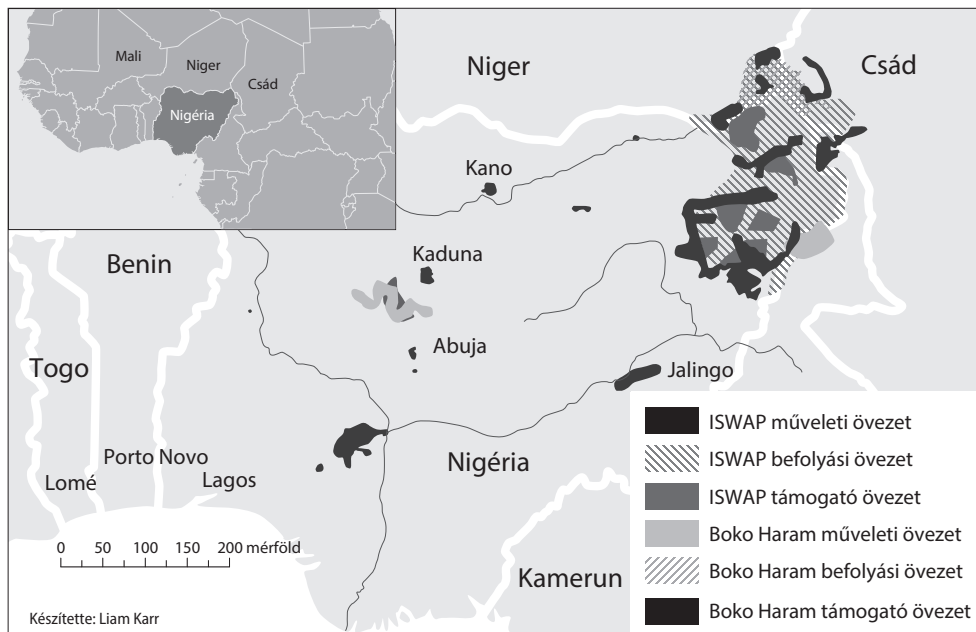 Mali
Niger
Csád
Nigéria
Niger
Csád
Kano
Kaduna
Benin
Abuja
Togo
Jalingo
Porto Novo
Lomé
Lagos
Nigéria
Kamerun
0 50 100 150 200 mérföld
Készítette: Liam Karr
ISWAP műveleti övezet
ISWAP befolyási övezet
ISWAP támogató övezet
Boko Haram műveleti övezet
Boko Haram befolyási övezet
Boko Haram támogató övezet